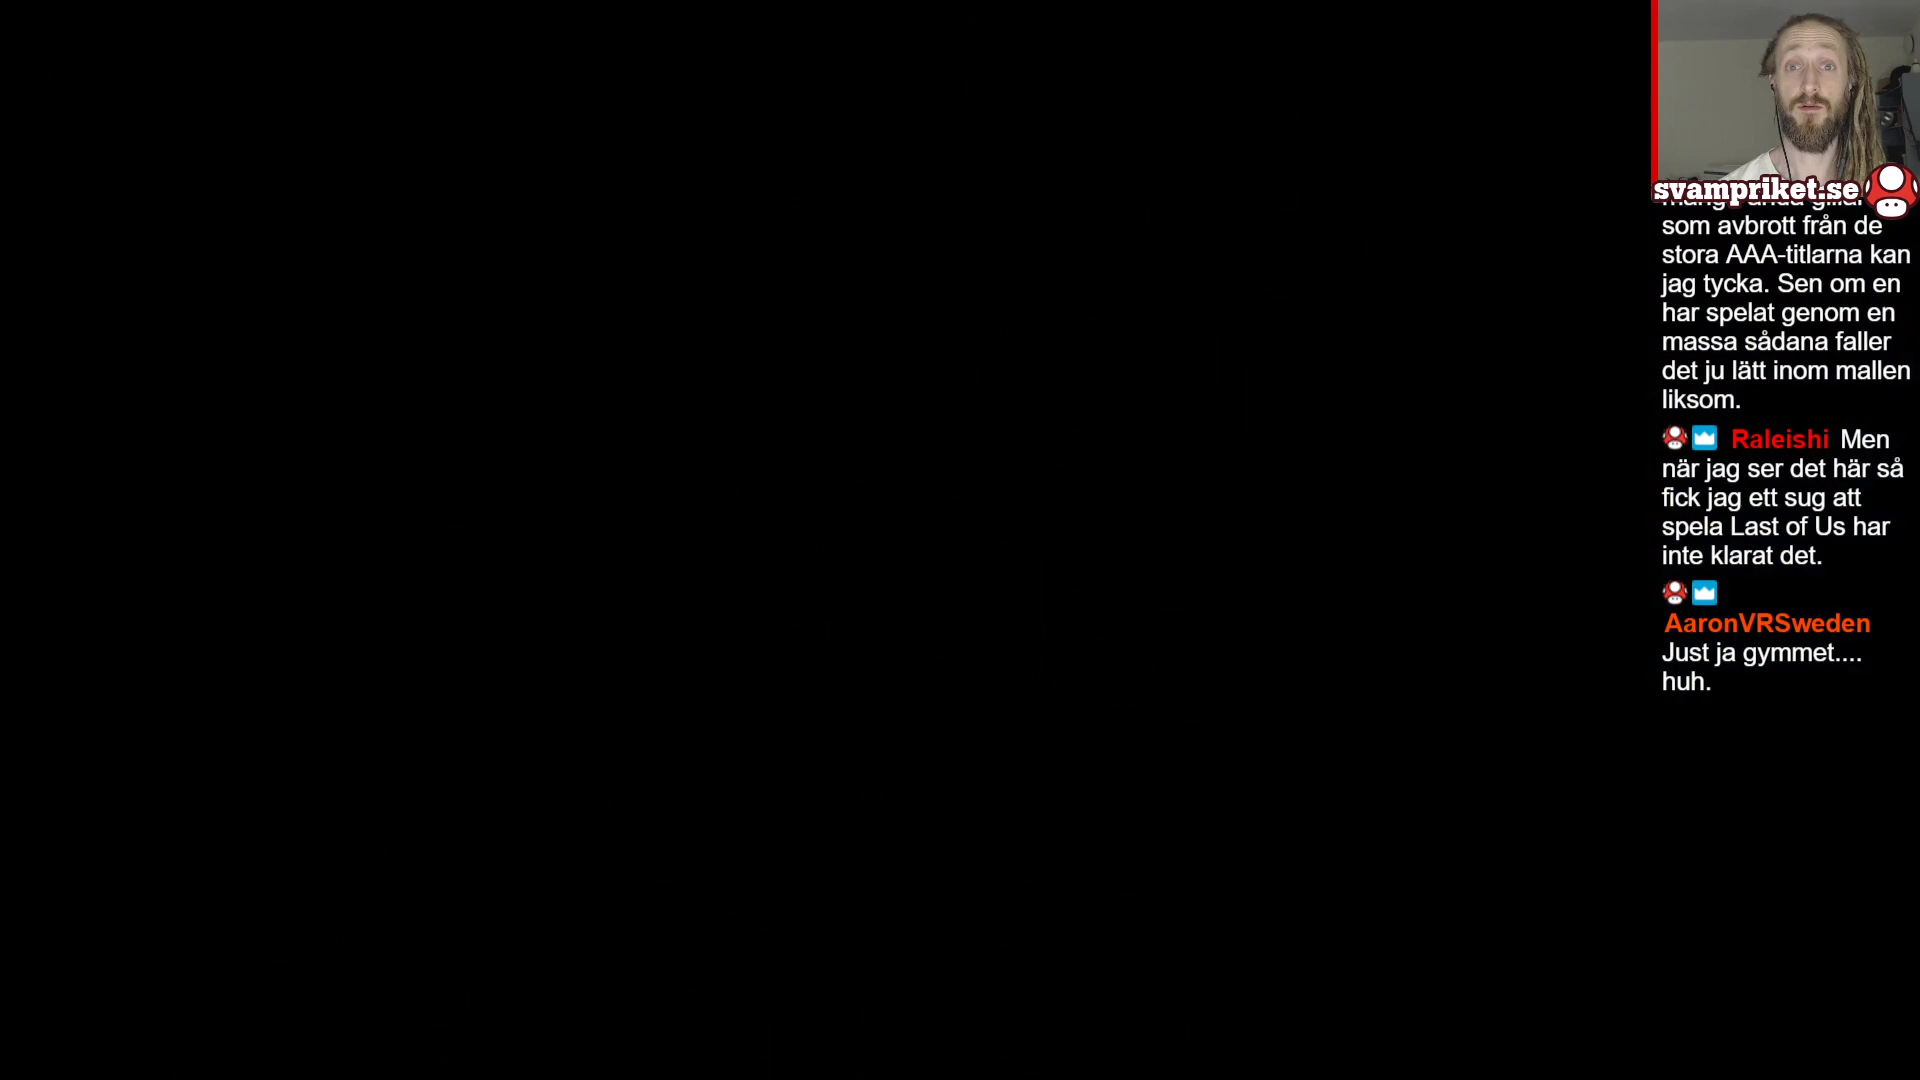 svampriket.se
som avbrott från de
stora AAA-titlarna kan
jag tycka. Sen om en
har spelat genom en
massa sådana faller
det ju lätt inom mallen
liksom.
Raleishi Men
när jag ser det här så
fick jag ett sug att
spela Last of Us har
inte klarat det.
AaronVRSweden
Just ja gymmet....
huh.